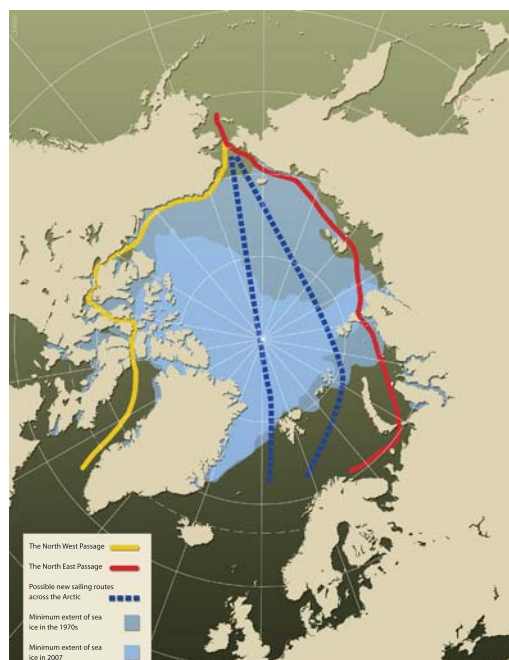 The North West Passage
The North East Passage
Possible new sailing routes
across the Arctic
Minimum extent of sea
ice in the 1970s
Minimum extent of sea
ice in 2007